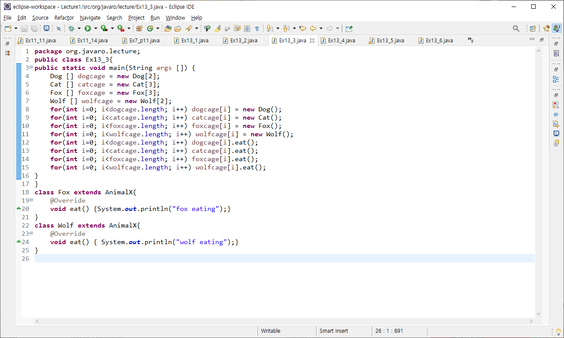 eclipse-workspace - Lecture1/src/org/javaro/lecture/Ex13_3.java - Eclipse IDE
File Edit Source Refactor Navigate Search Project Run Window Help
Ex11_11.java Ex11_14.java Ex7_p11.java Ex13_1.java Ex13_2.java Ex13_3.java Ex13_4.java Ex13_5.java Ex13_6.java
1 package org.javaro.lecture;
2 public class Ex13_3{
3 public static void main(String args []) {
4 Dog [] dogcage = new Dog[2];
5 Cat [] catcage = new Cat[3];
6 Fox [] foxcage = new Fox[3];
7 Wolf [] wolfcage = new Wolf[2];
8 for(int i=0; i<dogcage.length; i++) dogcage[i] = new Dog();
9 for(int i=0; i<catcage.length; i++) catcage[i] = new Cat();
10 for(int i=0; i<foxcage.length; i++) foxcage[i] = new Fox();
11 for(int i=0; i<wolfcage.length; i++) wolfcage[i] = new Wolf();
12 for(int i=0; i<dogcage.length; i++) dogcage[i].eat();
13 for(int i=0; i<catcage.length; i++) catcage[i].eat();
14 for(int i=0; i<foxcage.length; i++) foxcage[i].eat();
15 for(int i=0; i<wolfcage.length; i++) wolfcage[i].eat();
16 }
17 }
18 class Fox extends AnimalX{
19 @Override
20 void eat() {System.out.println("fox eating");}
21 }
22 class Wolf extends AnimalX{
23 @Override
24 void eat() { System.out.println("wolf eating");}
25 }
26
Writable Smart Insert 26 : 1 : 891